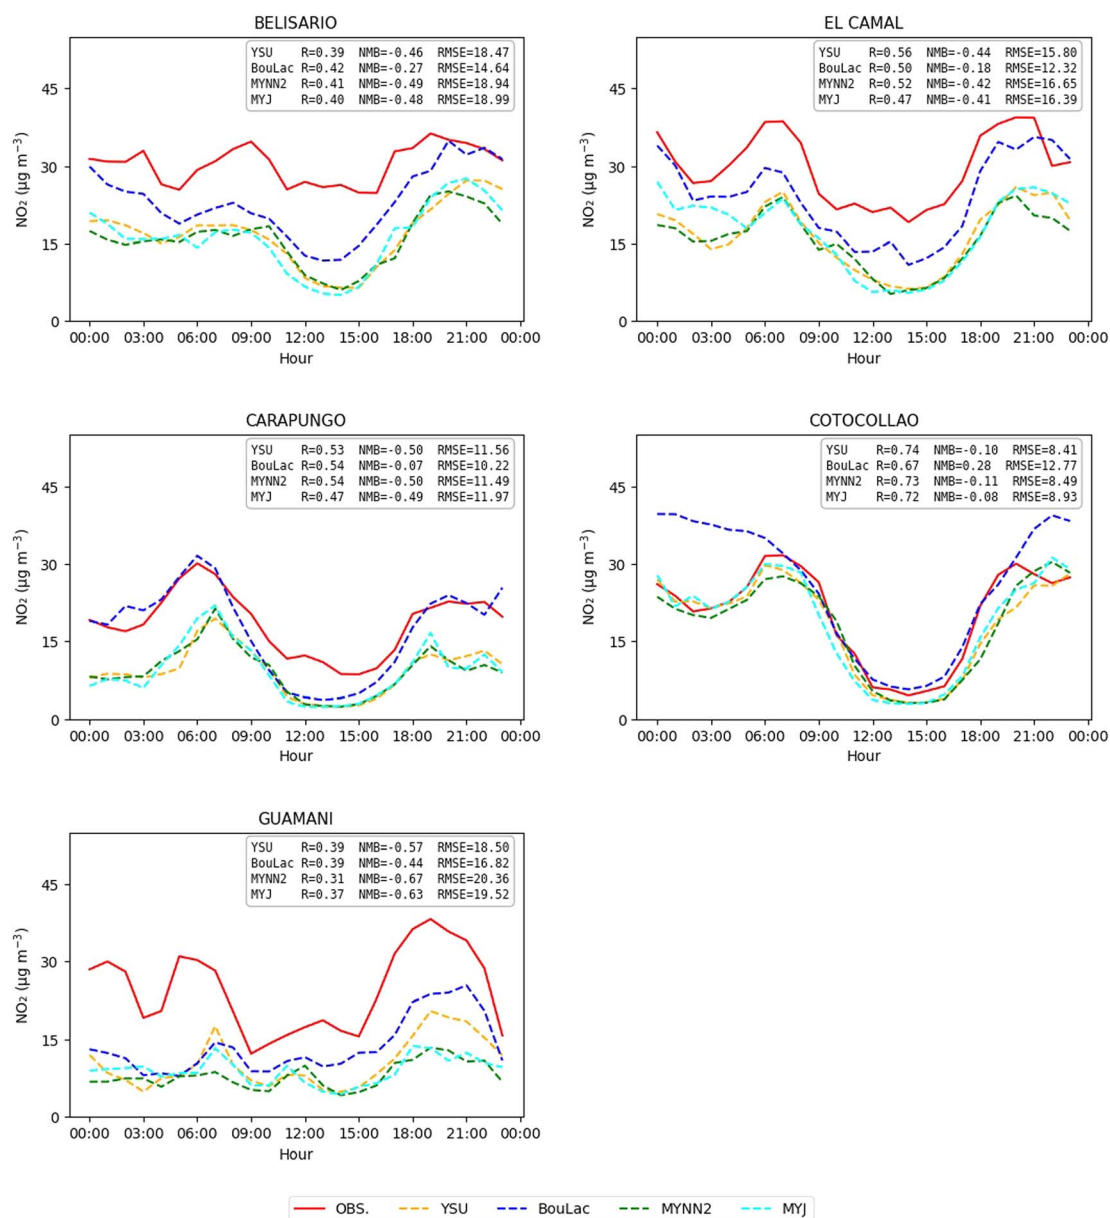 BELISARIO
YSU R=0.39 NMB=-0.46 RMSE=18.47
BouLac R=0.42 NMB=-0.27 RMSE=14.64
MYNN2 R=0.41 NMB=-0.49 RMSE=18.94
MYJ R=0.40 NMB=-0.48 RMSE=18.99
NO₂ (μg m⁻³)
45
30
15
0
00:00 03:00 06:00 09:00 12:00 15:00 18:00 21:00 00:00
Hour
EL CAMAL
YSU R=0.56 NMB=-0.44 RMSE=15.80
BouLac R=0.50 NMB=-0.18 RMSE=12.32
MYNN2 R=0.52 NMB=-0.42 RMSE=16.65
MYJ R=0.47 NMB=-0.41 RMSE=16.39
NO₂ (μg m⁻³)
45
30
15
0
00:00 03:00 06:00 09:00 12:00 15:00 18:00 21:00 00:00
Hour
CARAPUNGO
YSU R=0.53 NMB=-0.50 RMSE=11.56
BouLac R=0.54 NMB=-0.07 RMSE=10.22
MYNN2 R=0.54 NMB=-0.50 RMSE=11.49
MYJ R=0.47 NMB=-0.49 RMSE=11.97
NO₂ (μg m⁻³)
45
30
15
0
00:00 03:00 06:00 09:00 12:00 15:00 18:00 21:00 00:00
Hour
COTOCOLLAO
YSU R=0.74 NMB=-0.10 RMSE=8.41
BouLac R=0.67 NMB=0.28 RMSE=12.77
MYNN2 R=0.73 NMB=-0.11 RMSE=8.49
MYJ R=0.72 NMB=-0.08 RMSE=8.93
NO₂ (μg m⁻³)
45
30
15
0
00:00 03:00 06:00 09:00 12:00 15:00 18:00 21:00 00:00
Hour
GUAMANI
YSU R=0.39 NMB=-0.57 RMSE=18.50
BouLac R=0.39 NMB=-0.44 RMSE=16.82
MYNN2 R=0.31 NMB=-0.67 RMSE=20.36
MYJ R=0.37 NMB=-0.63 RMSE=19.52
NO₂ (μg m⁻³)
45
30
15
0
00:00 03:00 06:00 09:00 12:00 15:00 18:00 21:00 00:00
Hour
OBS. YSU BouLac MYNN2 MYJ